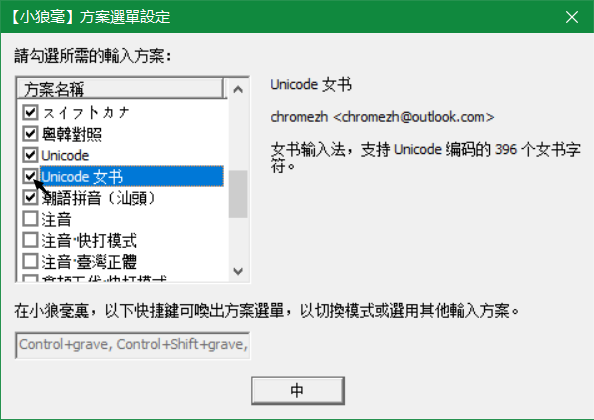 【小狼毫】方案選單設定
請勾選所需的輸入方案:
方案名稱
スイフトカナ
粵韓對照
Unicode
Unicode 女书
潮語拼音（汕頭）
注音
注音·快打模式
注音·臺灣正體
Unicode 女书
chromezh <chromezh@outlook.com>
女书输入法，支持 Unicode 编码的 396 个女书字
符。
在小狼毫裏，以下快捷鍵可喚出方案選單，以切換模式或選用其他輸入方案。
Control+grave, Control+Shift+grave,
中